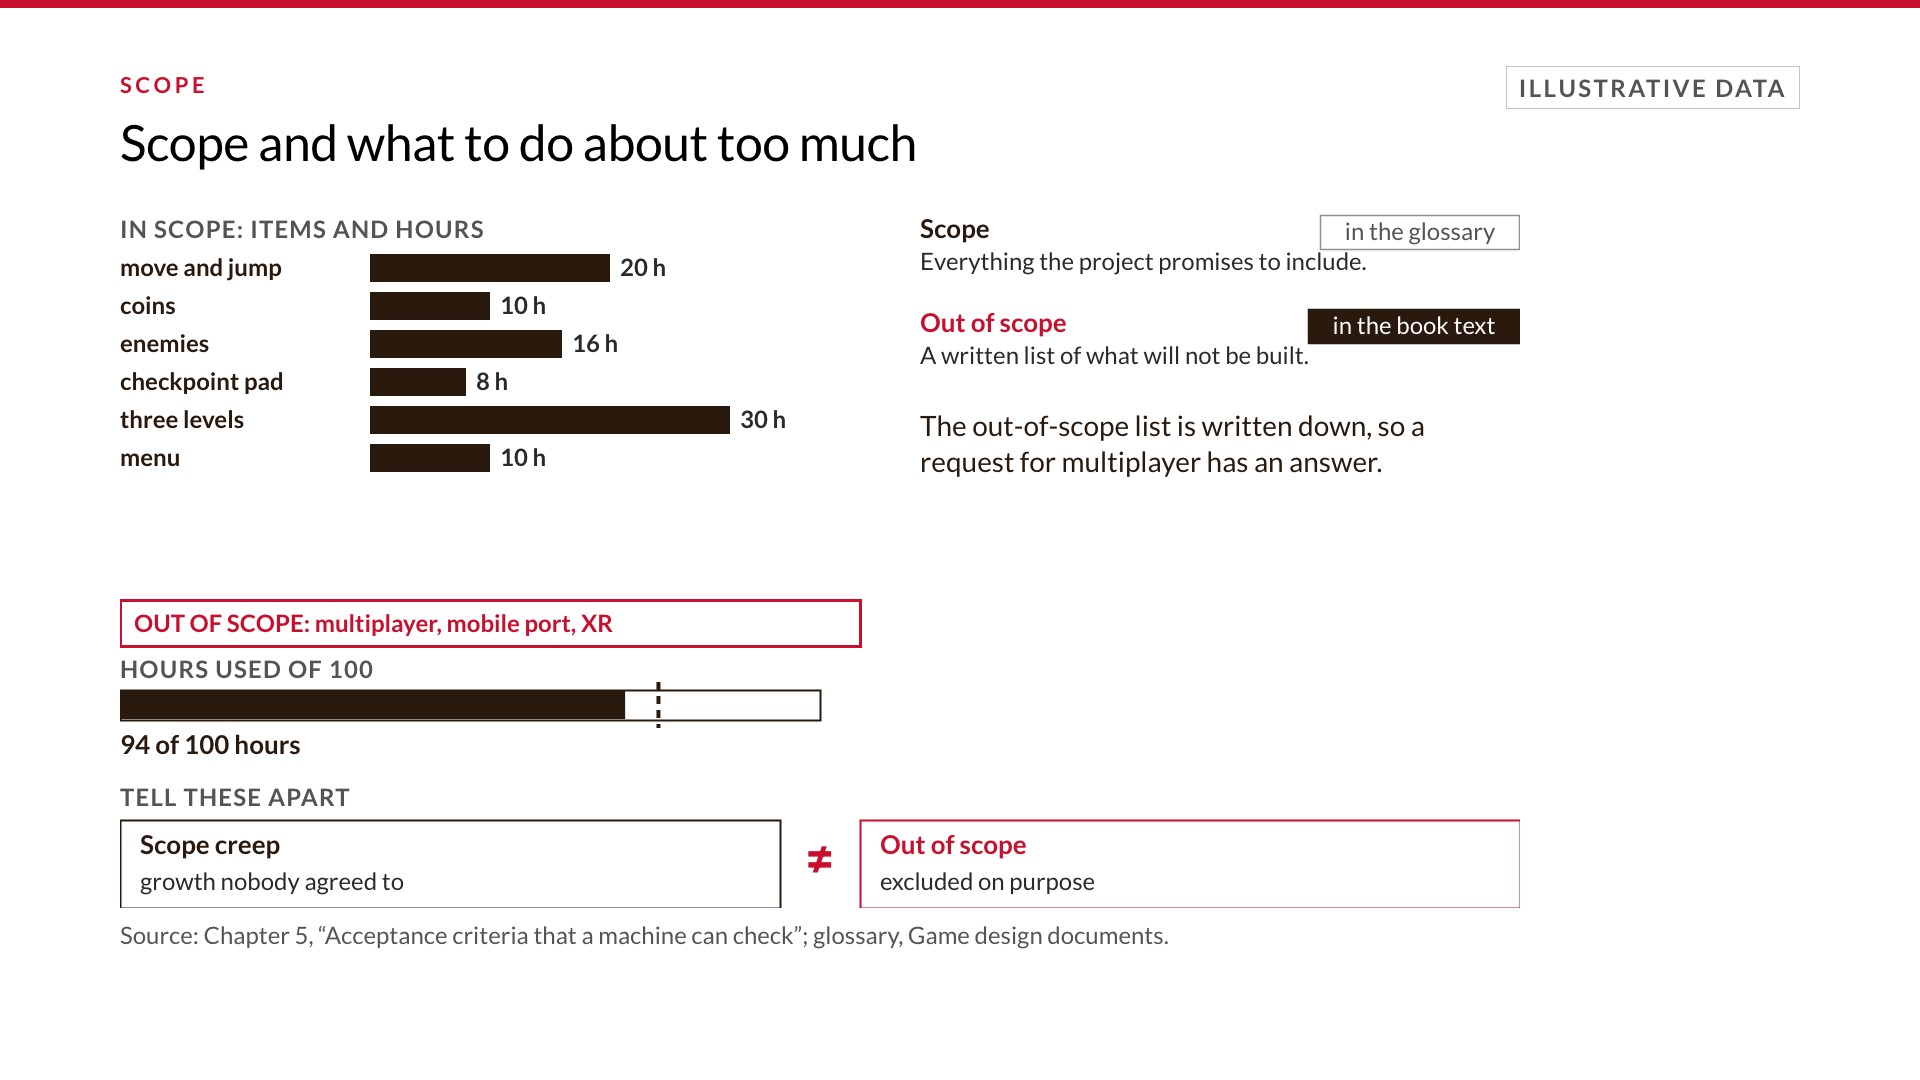 SCOPE
ILLUSTRATIVE DATA
Scope and what to do about too much
IN SCOPE: ITEMS AND HOURS
move and jump 20 h
coins 10 h
enemies 16 h
checkpoint pad 8 h
three levels 30 h
menu 10 h
Scope in the glossary
Everything the project promises to include.
Out of scope in the book text
A written list of what will not be built.
The out-of-scope list is written down, so a
request for multiplayer has an answer.
OUT OF SCOPE: multiplayer, mobile port, XR
HOURS USED OF 100
94 of 100 hours
TELL THESE APART
Scope creep
growth nobody agreed to
≠
Out of scope
excluded on purpose
Source: Chapter 5, “Acceptance criteria that a machine can check”; glossary, Game design documents.